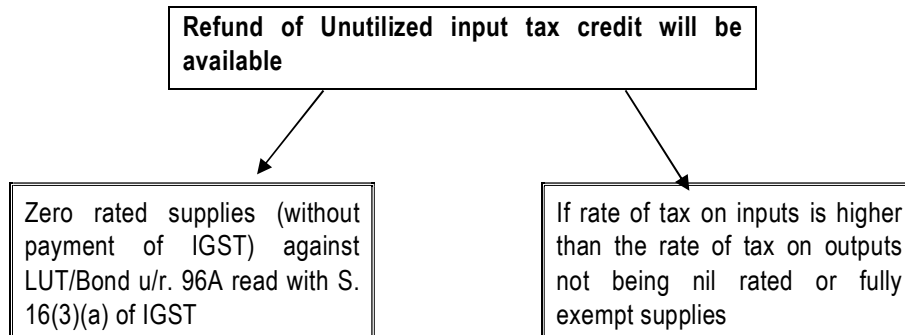 Refund of Unutilized input tax credit will be
available
Zero rated supplies (without
payment of IGST) against
LUT/Bond u/r. 96A read with S.
16(3)(a) of IGST
If rate of tax on inputs is higher
than the rate of tax on outputs
not being nil rated or fully
exempt supplies